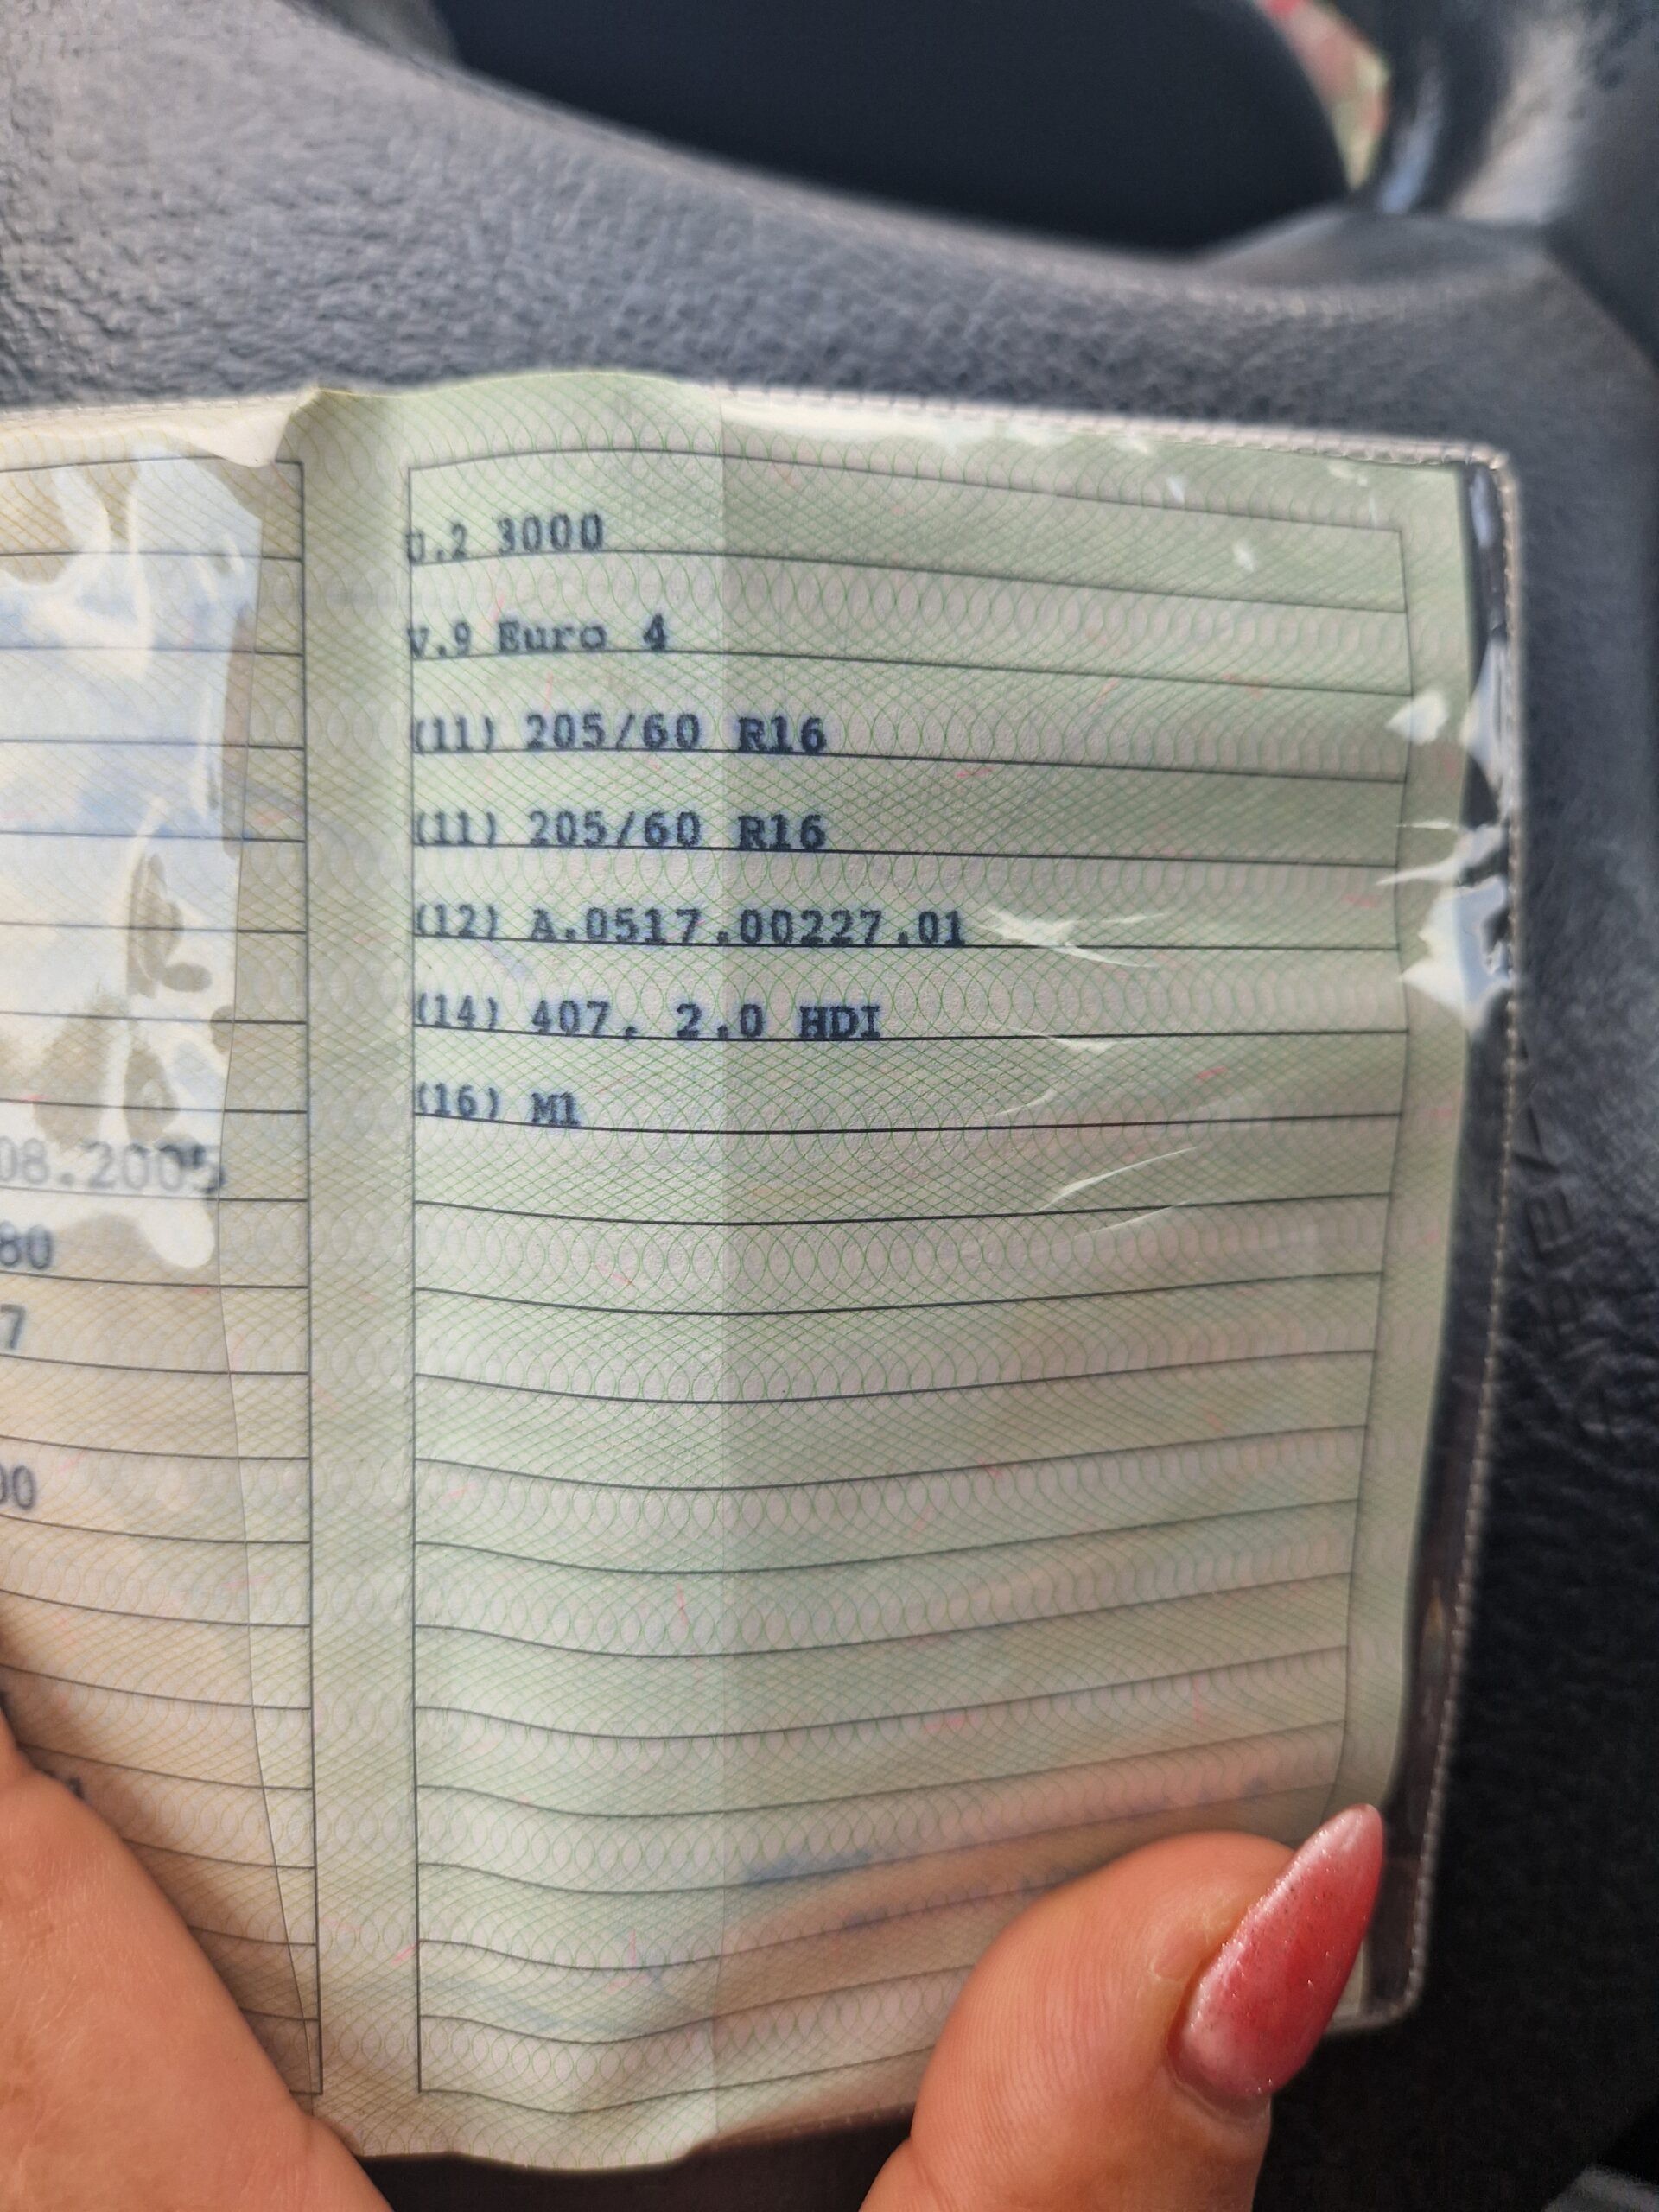 08.2005
80
7
00
U.2 3000
V.9 Euro 4
(11) 205/60 R16
(11) 205/60 R16
(12) A.0517.00227.01
(14) 407, 2.0 HDI
(16) M1